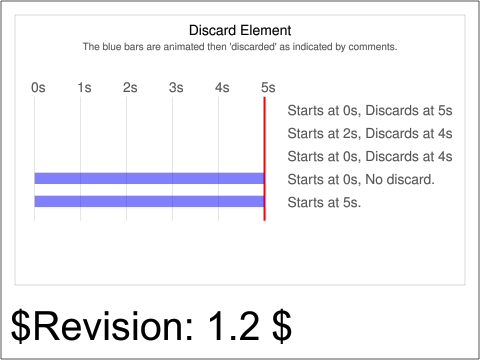 Discard Element
The blue bars are animated then 'discarded' as indicated by comments.
0s 1s 2s 3s 4s 5s
Starts at 0s, Discards at 5s
Starts at 2s, Discards at 4s
Starts at 0s, Discards at 4s
Starts at 0s, No discard.
Starts at 5s.
$Revision: 1.2 $